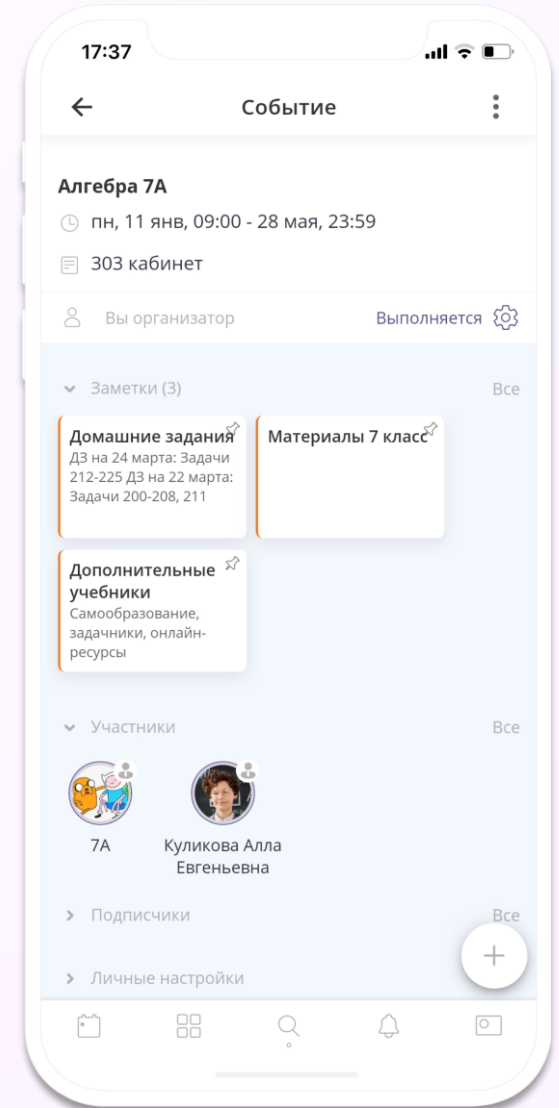 17:37
Событие
Алгебра 7А
пн, 11 янв, 09:00 - 28 мая, 23:59
303 кабинет
Вы организатор
Выполняется
Заметки (3)
Все
Домашние задания
ДЗ на 24 марта: Задачи
212-225 ДЗ на 22 марта:
Задачи 200-208, 211
Материалы 7 класс
Дополнительные
учебники
Самообразование,
задачники, онлайн-
ресурсы
Участники
Все
7А
Куликова Алла
Евгеньевна
Подписчики
Все
Личные настройки